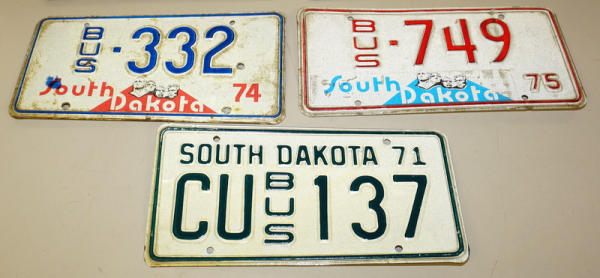 BUS -332
South Dakota 74
BUS -749
South Dakota 75
SOUTH DAKOTA 71
CU BUS 137